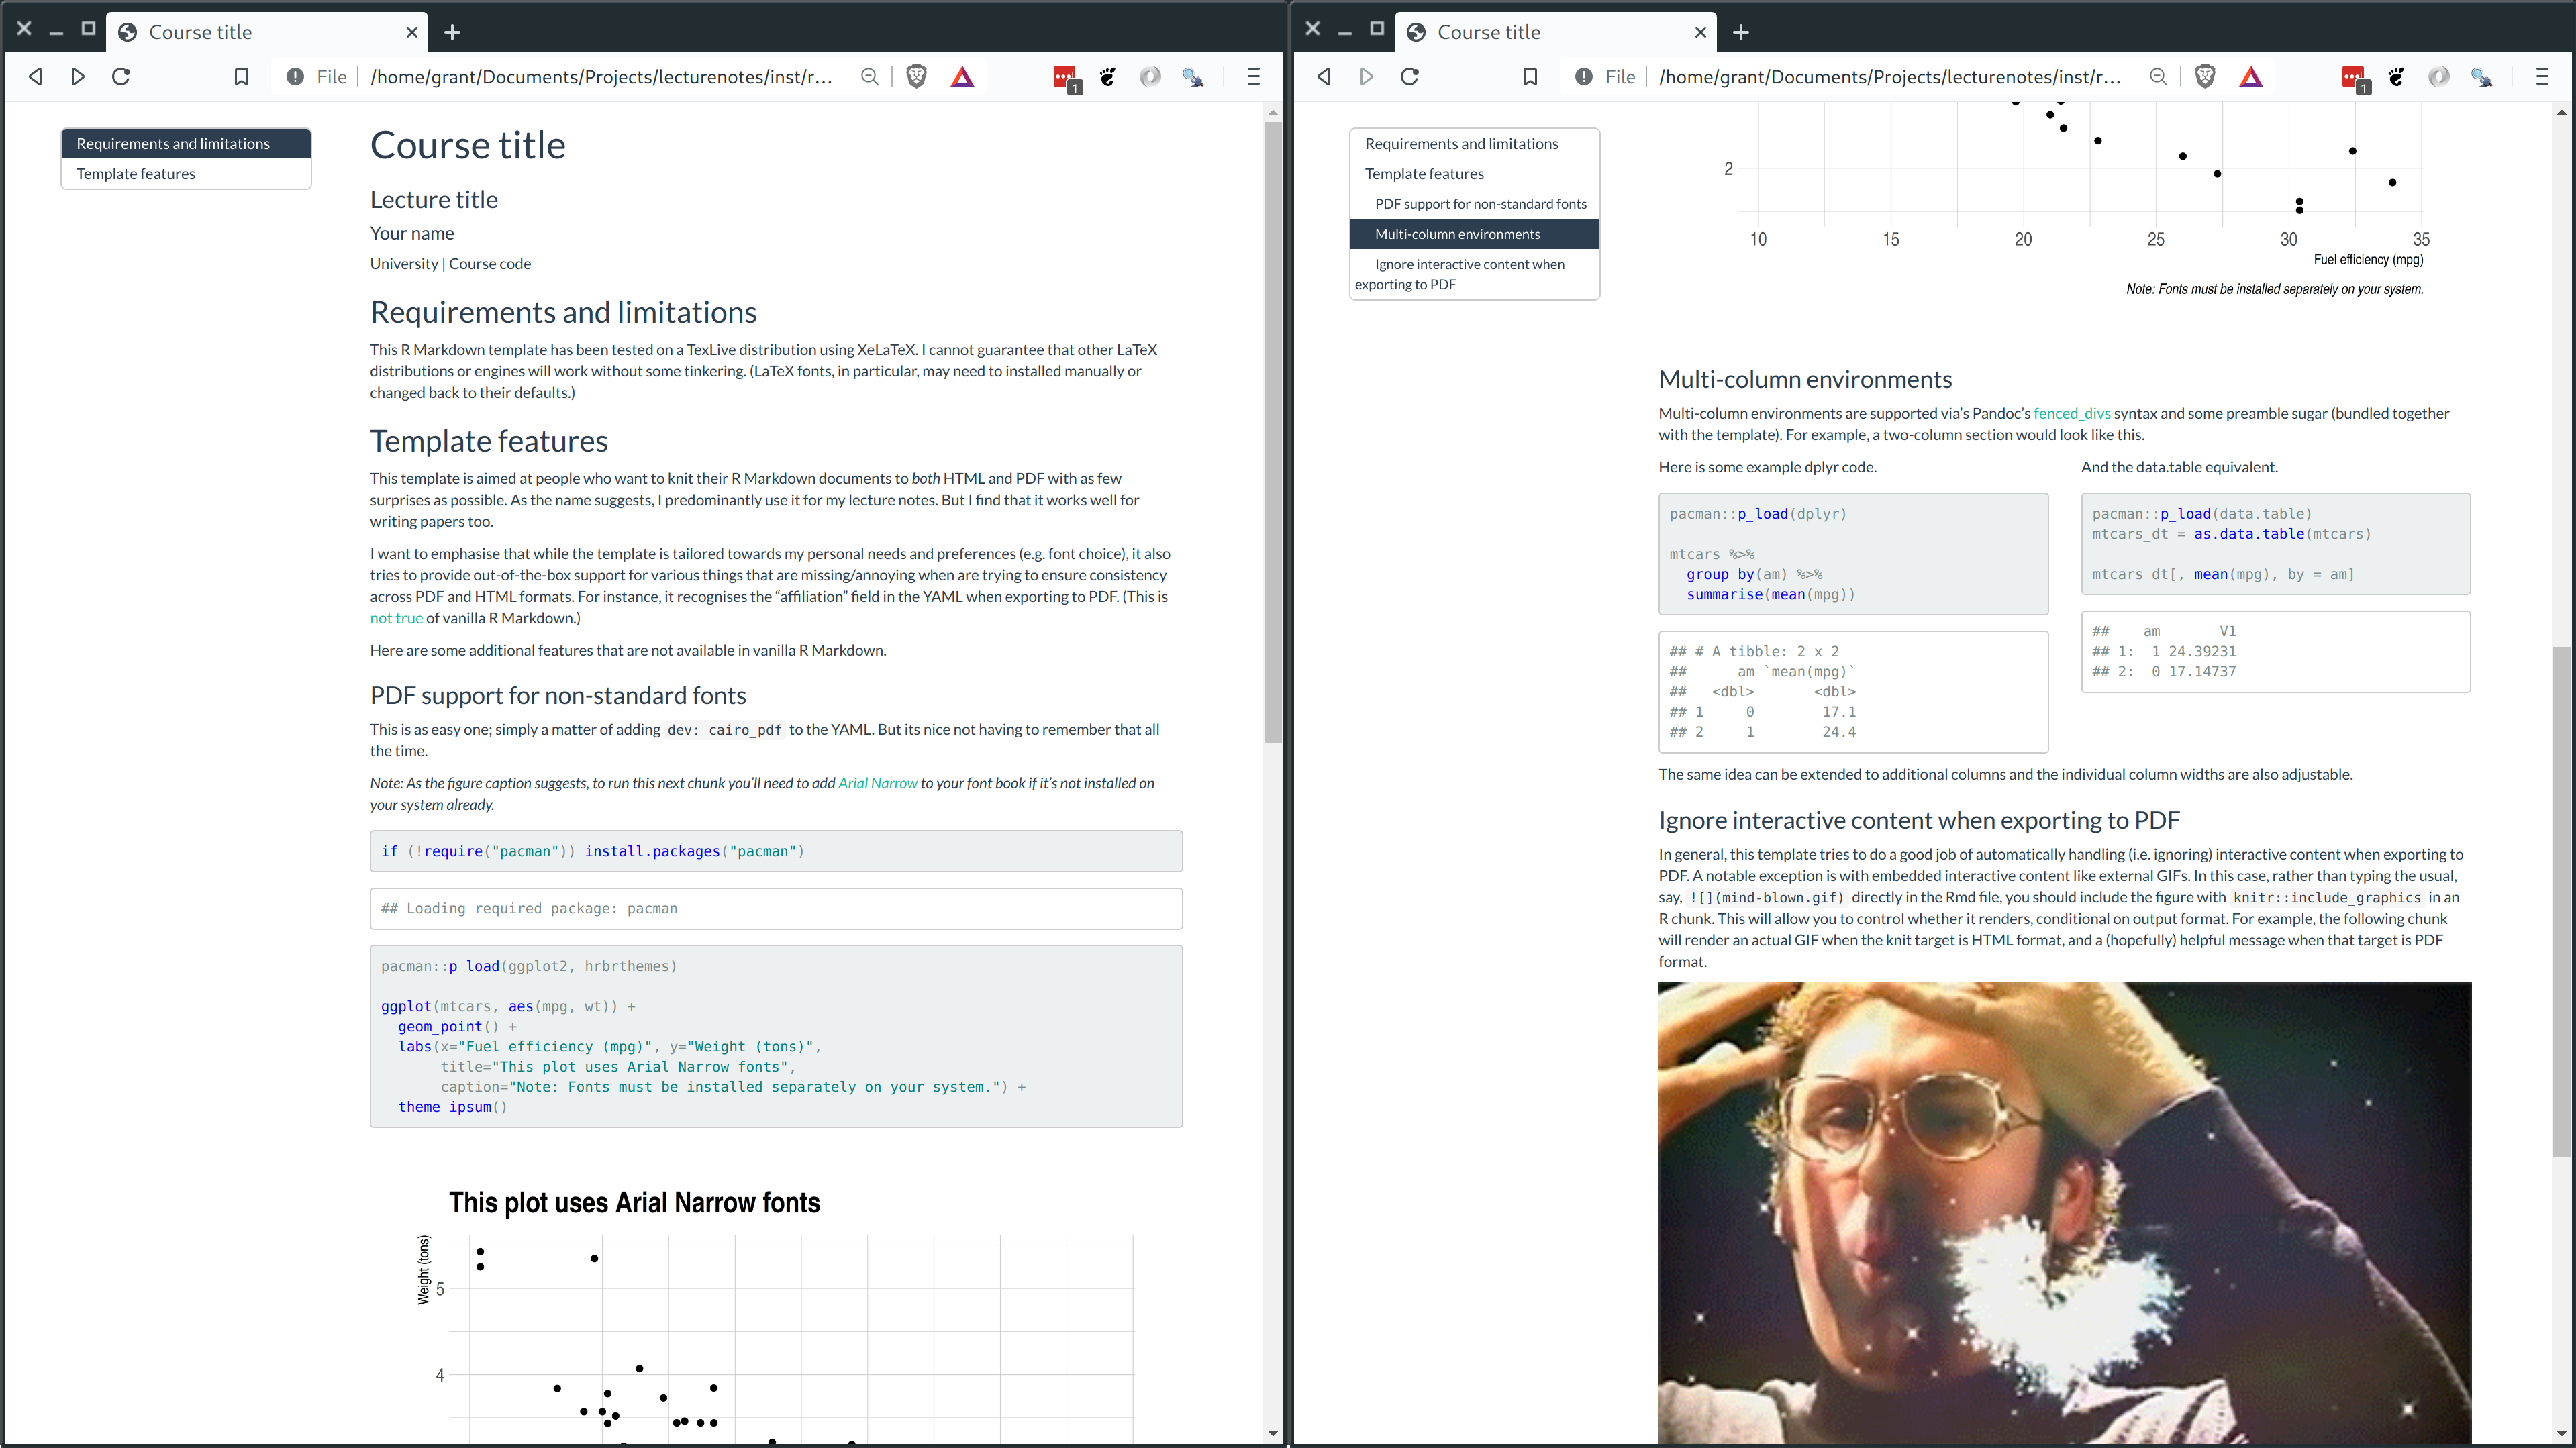 Course title
File
/home/grant/Documents/Projects/lecturenotes/inst/r...
1
Requirements and limitations
Template features
Course title
Lecture title
Your name
University | Course code
Requirements and limitations
This R Markdown template has been tested on a TexLive distribution using XeLaTeX. I cannot guarantee that other LaTeX
distributions or engines will work without some tinkering. (LaTeX fonts, in particular, may need to installed manually or
changed back to their defaults.)
Template features
This template is aimed at people who want to knit their R Markdown documents to both HTML and PDF with as few
surprises as possible. As the name suggests, I predominantly use it for my lecture notes. But I find that it works well for
writing papers too.
I want to emphasise that while the template is tailored towards my personal needs and preferences (e.g. font choice), it also
tries to provide out-of-the-box support for various things that are missing/annoying when are trying to ensure consistency
across PDF and HTML formats. For instance, it recognises the “affiliation” field in the YAML when exporting to PDF. (This is
not true of vanilla R Markdown.)
Here are some additional features that are not available in vanilla R Markdown.
PDF support for non-standard fonts
This is as easy one; simply a matter of adding dev: cairo_pdf to the YAML. But its nice not having to remember that all
the time.
Note: As the figure caption suggests, to run this next chunk you’ll need to add Arial Narrow to your font book if it’s not installed on
your system already.
if (!require("pacman")) install.packages("pacman")
## Loading required package: pacman
pacman::p_load(ggplot2, hrbrthemes)
ggplot(mtcars, aes(mpg, wt)) +
  geom_point() +
  labs(x="Fuel efficiency (mpg)", y="Weight (tons)",
       title="This plot uses Arial Narrow fonts",
       caption="Note: Fonts must be installed separately on your system.") +
  theme_ipsum()
This plot uses Arial Narrow fonts
Weight (tons)
5
4
Course title
File
/home/grant/Documents/Projects/lecturenotes/inst/r...
1
Requirements and limitations
Template features
PDF support for non-standard fonts
Multi-column environments
Ignore interactive content when
exporting to PDF
2
10 15 20 25 30 35
Fuel efficiency (mpg)
Note: Fonts must be installed separately on your system.
Multi-column environments
Multi-column environments are supported via’s Pandoc’s fenced_divs syntax and some preamble sugar (bundled together
with the template). For example, a two-column section would look like this.
Here is some example dplyr code.
pacman::p_load(dplyr)
mtcars %>%
  group_by(am) %>%
  summarise(mean(mpg))
## # A tibble: 2 x 2
##      am `mean(mpg)`
##   <dbl>       <dbl>
## 1     0        17.1
## 2     1        24.4
And the data.table equivalent.
pacman::p_load(data.table)
mtcars_dt = as.data.table(mtcars)
mtcars_dt[, mean(mpg), by = am]
##    am       V1
## 1:  1 24.39231
## 2:  0 17.14737
The same idea can be extended to additional columns and the individual column widths are also adjustable.
Ignore interactive content when exporting to PDF
In general, this template tries to do a good job of automatically handling (i.e. ignoring) interactive content when exporting to
PDF. A notable exception is with embedded interactive content like external GIFs. In this case, rather than typing the usual,
say, ![](mind-blown.gif) directly in the Rmd file, you should include the figure with knitr::include_graphics in an
R chunk. This will allow you to control whether it renders, conditional on output format. For example, the following chunk
will render an actual GIF when the knit target is HTML format, and a (hopefully) helpful message when that target is PDF
format.